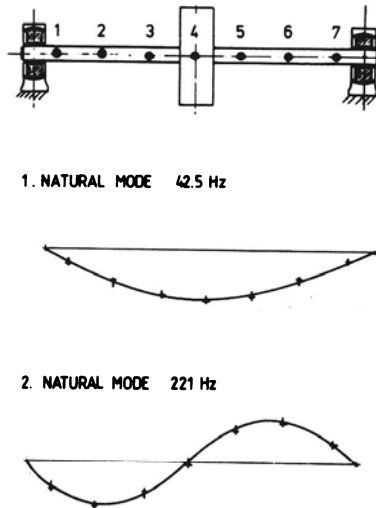 1 2 3 4 5 6 7
1. NATURAL MODE 42.5 Hz
2. NATURAL MODE 221 Hz